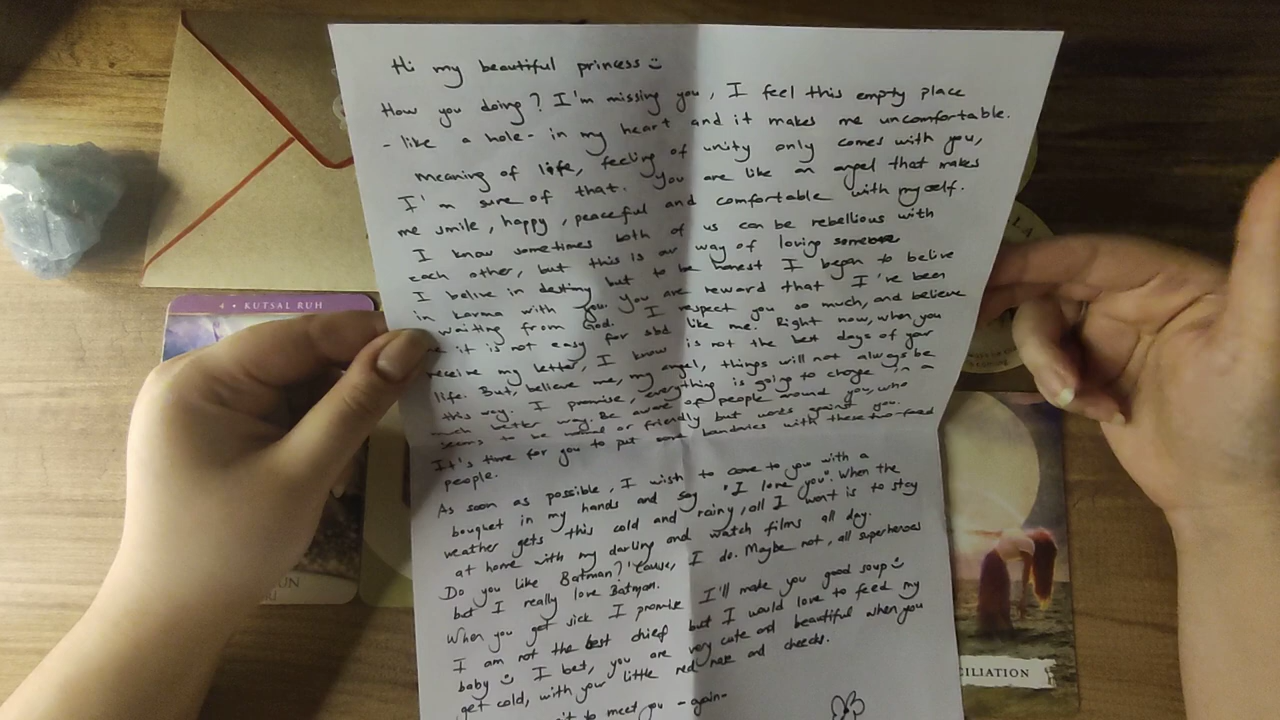 Hi my beautiful princess :)
How you doing? I'm missing you, I feel this empty place
- like a hole - in my heart and it makes me uncomfortable.
meaning of life, feeling of unity only comes with you,
I'm sure of that. You are like an angel that makes
me smile, happy, peaceful and comfortable with myself.
I know sometimes both of us can be rebellious with
each other, but this is our way of loving someone
I belive in destiny but to be honest I began to belive
in karma with you. You are reward that I've been
waiting from God. I respect you so much, and believe
me it is not easy for sbd like me. Right now, when you
receive my letter, I know is not the best days of your
life. But, believe me, my angel, things will not always be
this way. I promise, everything is going to change in a
much better way. Be aware of people around you, who
seems to be or friendly but works against you.
It's time for you to put some bandaries with these two-faced
people.
As soon as possible, I wish to come to you with a
bouquet in my hands and say "I love you". When the
weather gets this cold and rainy, all I want is to stay
at home with my darling and watch films all day.
Do you like Batman? 'Cause, I do. Maybe not, all superheroes
but I really love Batman.
When you get sick I promise I'll make you good soup :)
I am not the best chief but I would love to feed my
baby :) I bet, you are very cute and beautiful when you
get cold, with your little red nose and cheeks.
to meet you - again -
4 • KUTSAL RUH
LA
UN
CILIATION